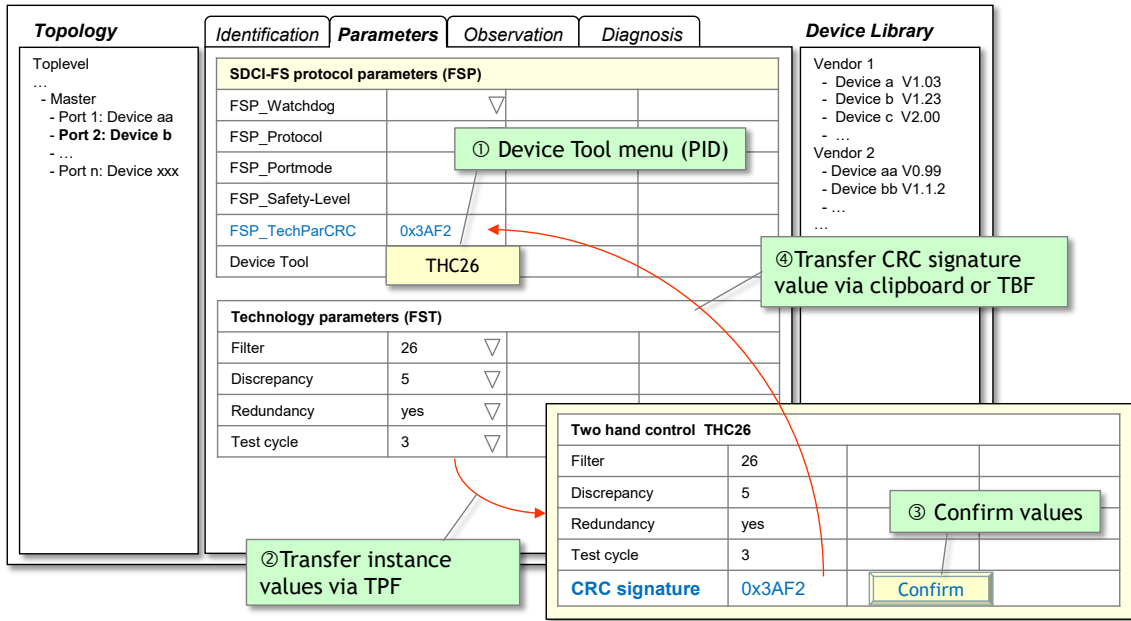 Topology
Toplevel
…
- Master
- Port 1: Device aa
- Port 2: Device b
- …
- Port n: Device xxx
Identification Parameters Observation Diagnosis
SDCI-FS protocol parameters (FSP)
FSP_Watchdog
FSP_Protocol
FSP_Portmode
FSP_Safety-Level
FSP_TechParCRC 0x3AF2
Device Tool THC26
① Device Tool menu (PID)
Technology parameters (FST)
Filter 26
Discrepancy 5
Redundancy yes
Test cycle 3
Device Library
Vendor 1
- Device a V1.03
- Device b V1.23
- Device c V2.00
- …
Vendor 2
- Device aa V0.99
- Device bb V1.1.2
- …
…
④Transfer CRC signature
value via clipboard or TBF
②Transfer instance
values via TPF
Two hand control THC26
Filter 26
Discrepancy 5
Redundancy yes
Test cycle 3
CRC signature 0x3AF2 Confirm
③ Confirm values